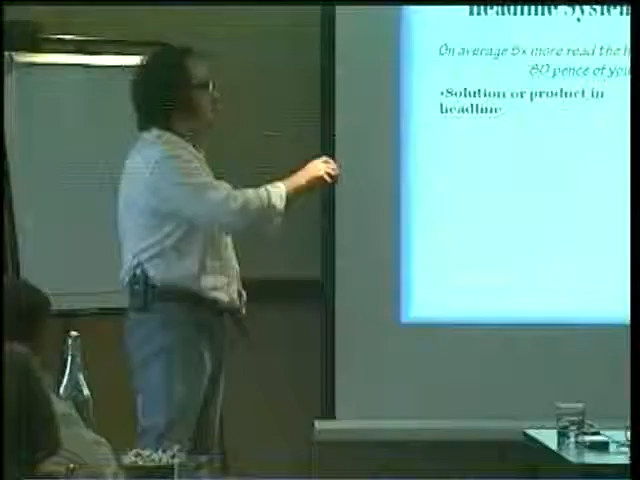 Headline System
On average 5x more read the h
80 pence of you
•Solution or product in
headline